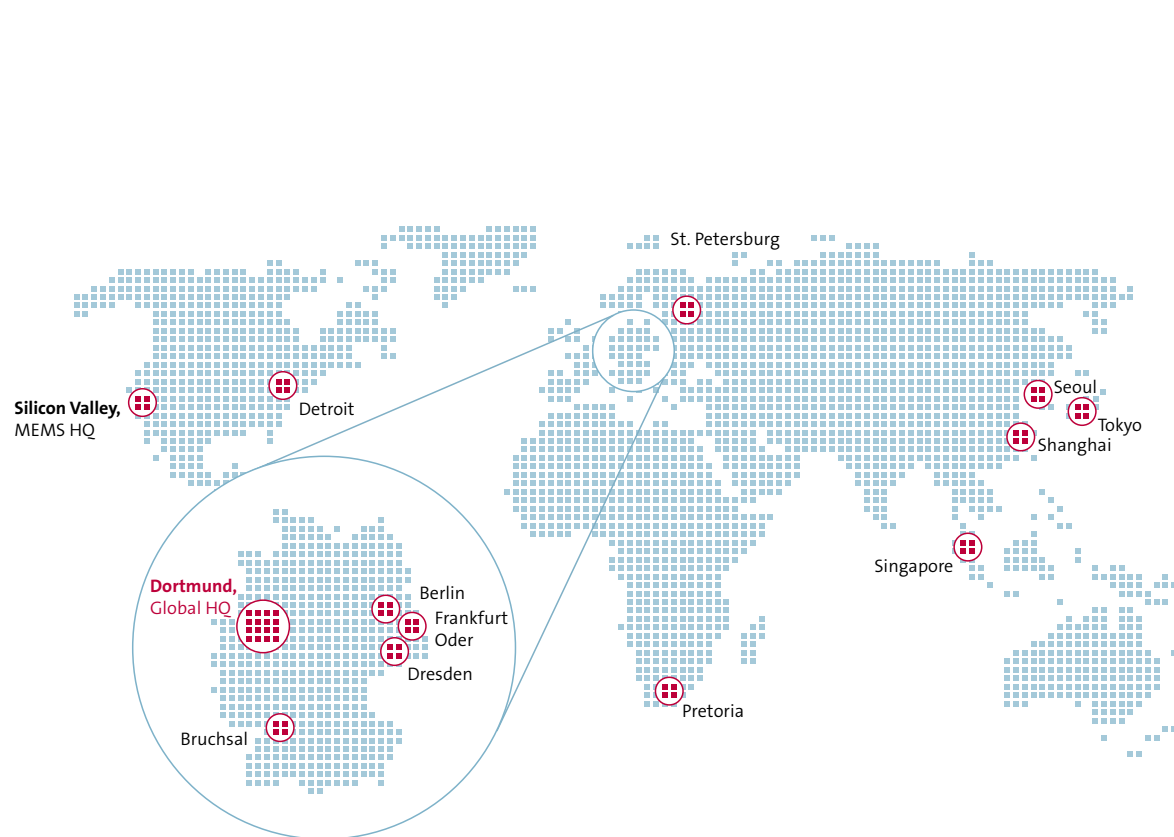 St. Petersburg
Silicon Valley,
MEMS HQ
Detroit
Seoul
Tokyo
Shanghai
Singapore
Dortmund,
Global HQ
Berlin
Frankfurt
Oder
Dresden
Bruchsal
Pretoria